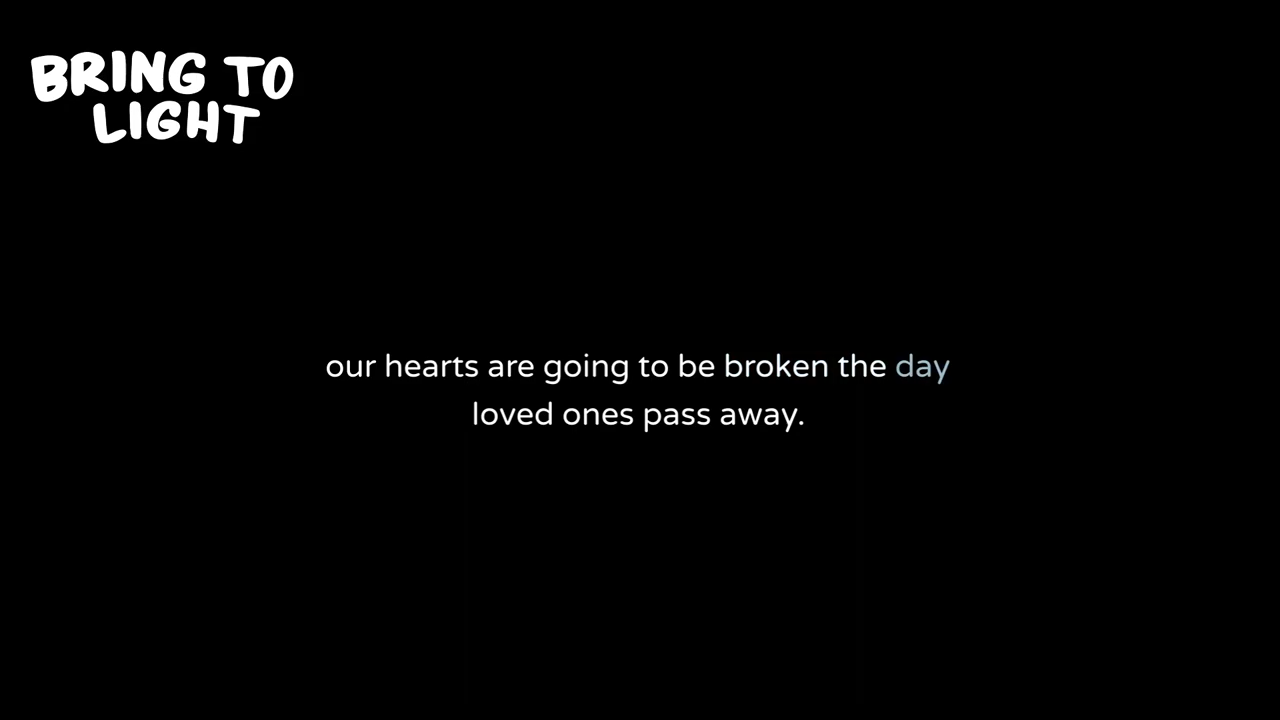 BRING TO
LIGHT
our hearts are going to be broken the day
loved ones pass away.